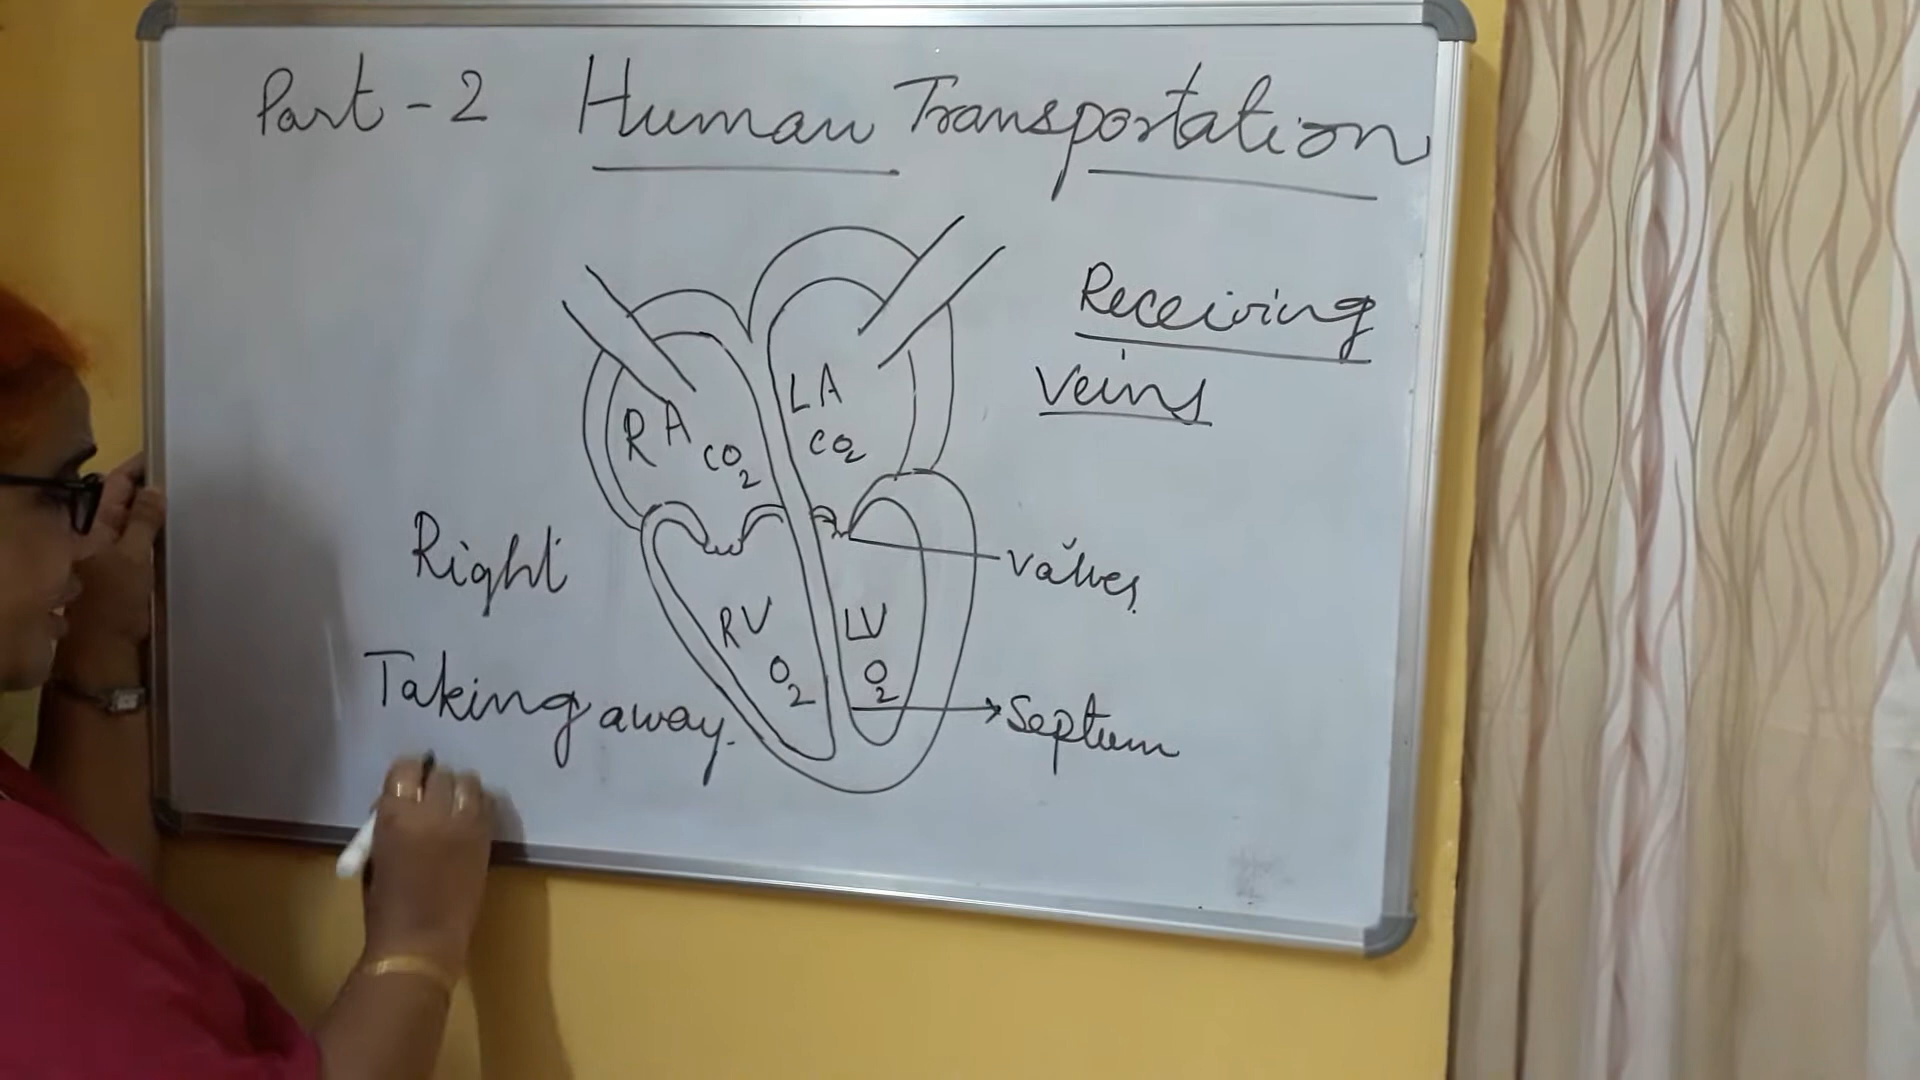 Part - 2 Human Transportation
Receiving
Veins
LA
RA
CO2
CO2
Right
Valves
RV
LV
O2
O2
Taking away.
Septum